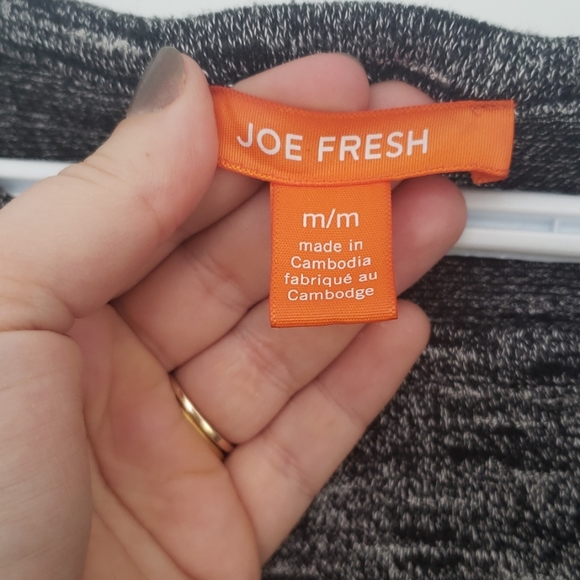 JOE FRESH
m/m
made in
Cambodia
fabriqué au
Cambodge